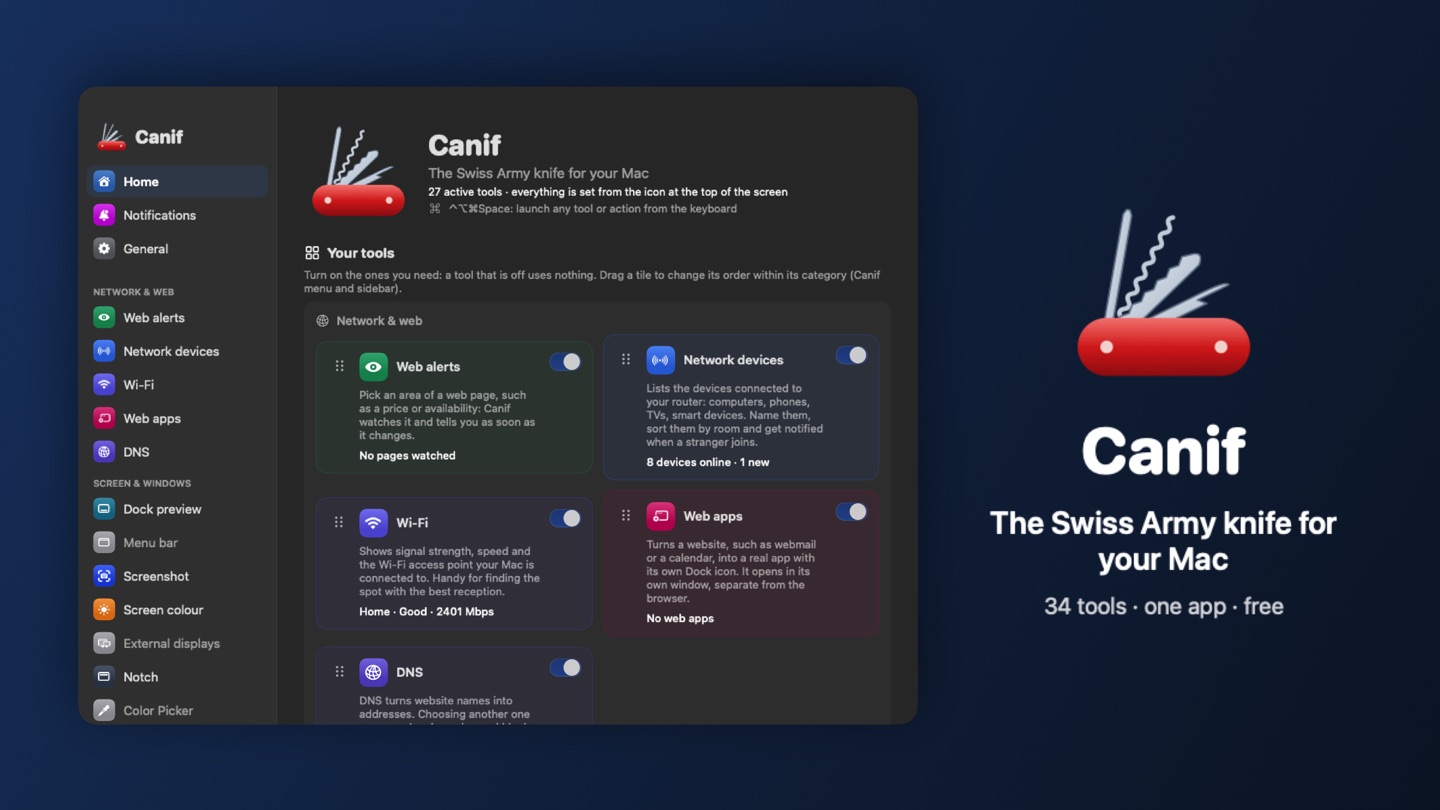 Canif
Home
Notifications
General
NETWORK & WEB
Web alerts
Network devices
Wi-Fi
Web apps
DNS
SCREEN & WINDOWS
Dock preview
Menu bar
Screenshot
Screen colour
External displays
Notch
Color Picker
Canif
The Swiss Army knife for your Mac
27 active tools · everything is set from the icon at the top of the screen
⌘ ^⌥⌘Space: launch any tool or action from the keyboard
Your tools
Turn on the ones you need: a tool that is off uses nothing. Drag a tile to change its order within its category (Canif
menu and sidebar).
Network & web
Web alerts
Pick an area of a web page, such
as a price or availability: Canif
watches it and tells you as soon as
it changes.
No pages watched
Network devices
Lists the devices connected to
your router: computers, phones,
TVs, smart devices. Name them,
sort them by room and get notified
when a stranger joins.
8 devices online · 1 new
Wi-Fi
Shows signal strength, speed and
the Wi-Fi access point your Mac is
connected to. Handy for finding the
spot with the best reception.
Home · Good · 2401 Mbps
Web apps
Turns a website, such as webmail
or a calendar, into a real app with
its own Dock icon. It opens in its
own window, separate from the
browser.
No web apps
DNS
DNS turns website names into
addresses. Choosing another one
Canif
The Swiss Army knife for
your Mac
34 tools · one app · free